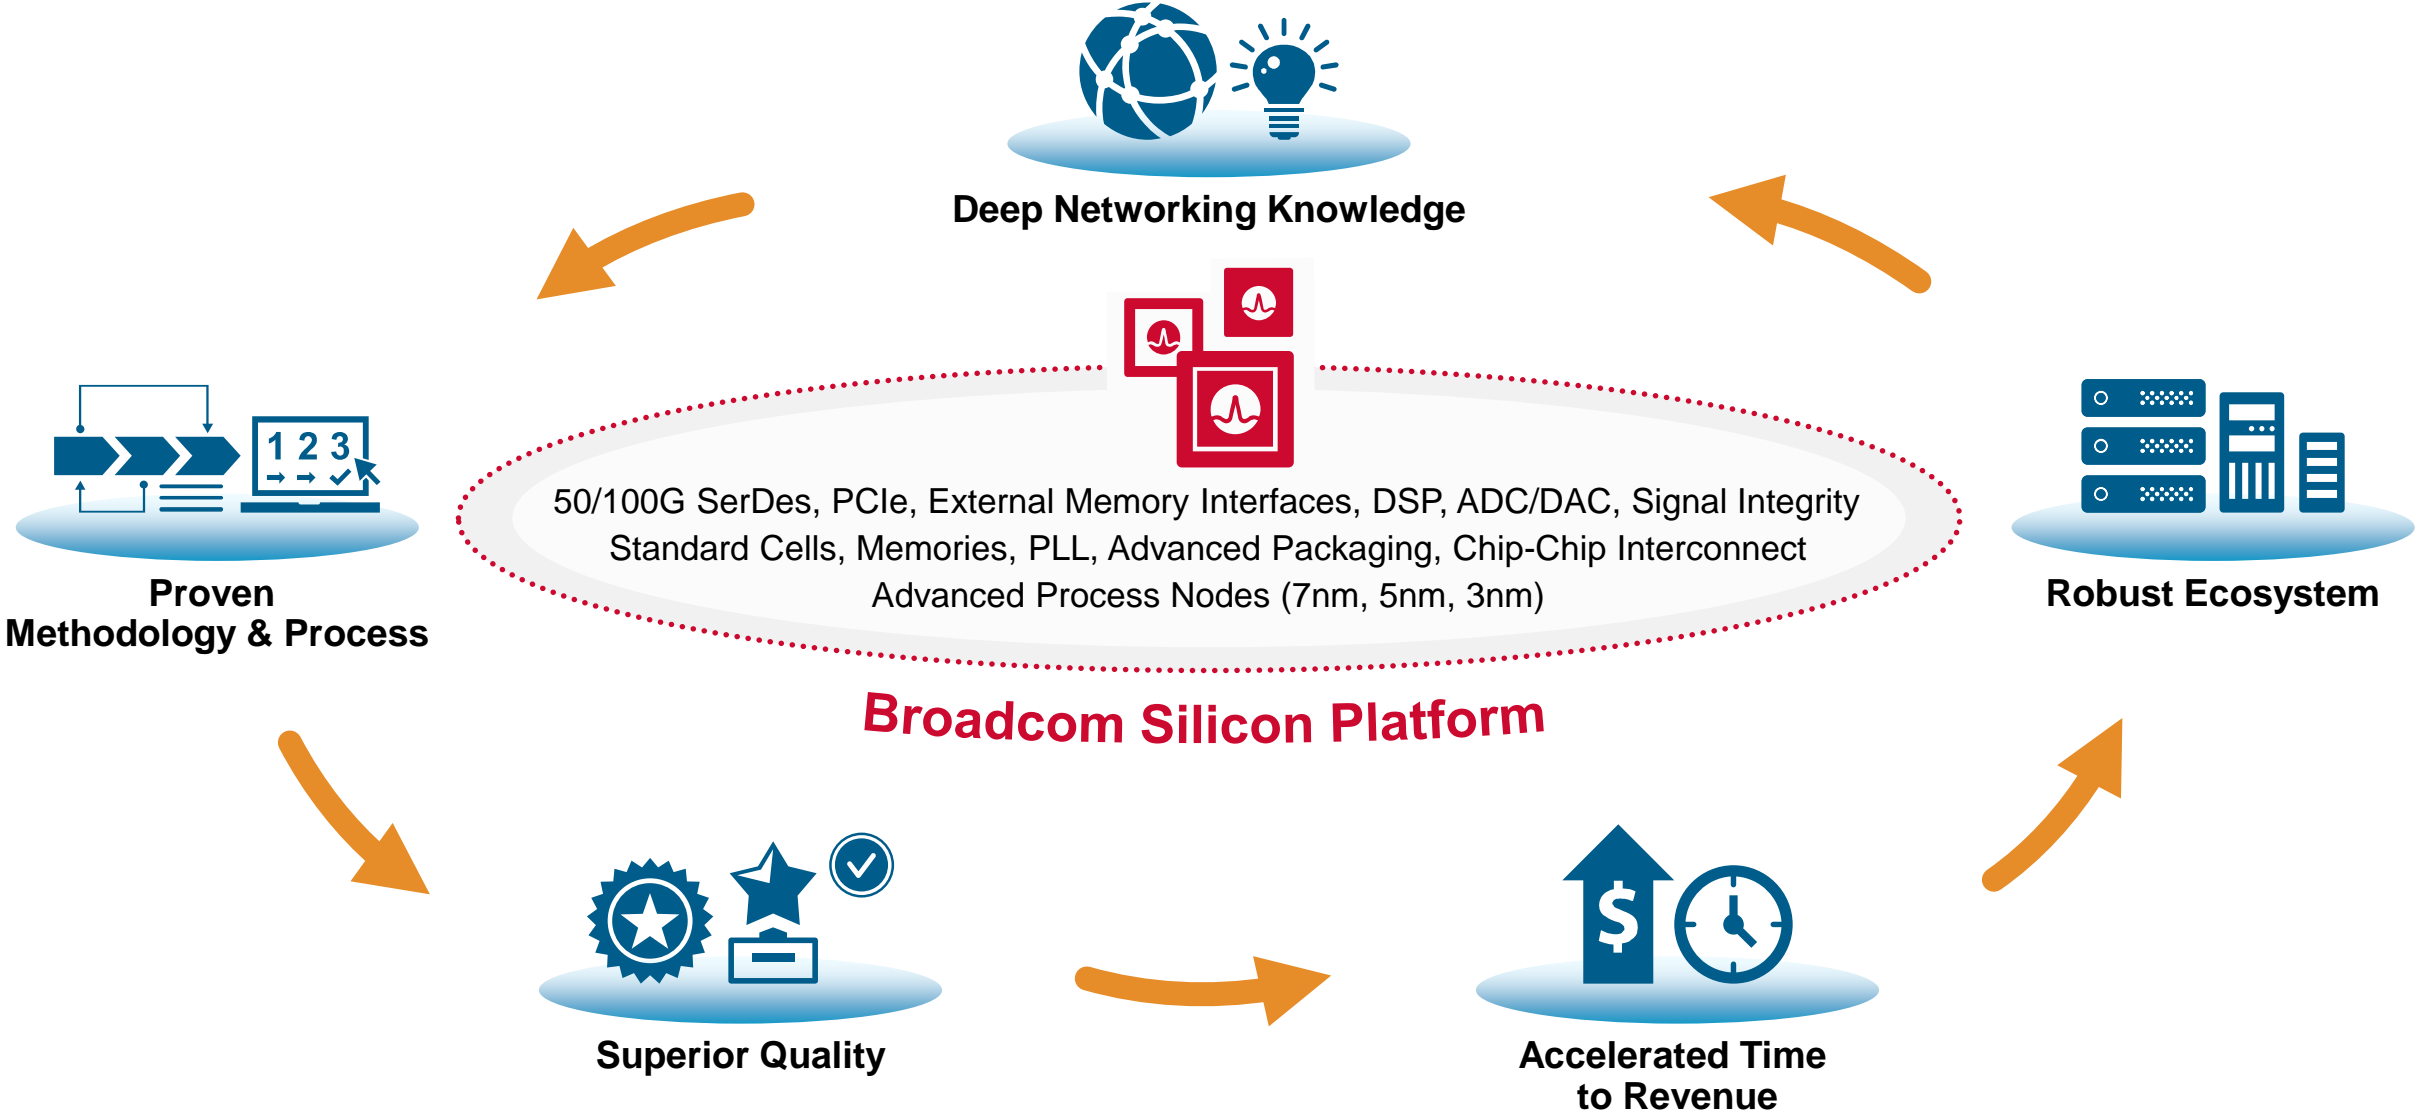 Deep Networking Knowledge
1 2 3
50/100G SerDes, PCIe, External Memory Interfaces, DSP, ADC/DAC, Signal Integrity
Standard Cells, Memories, PLL, Advanced Packaging, Chip-Chip Interconnect
Advanced Process Nodes (7nm, 5nm, 3nm)
Proven
Methodology & Process
Robust Ecosystem
Broadcom Silicon Platform
$
Superior Quality
Accelerated Time
to Revenue